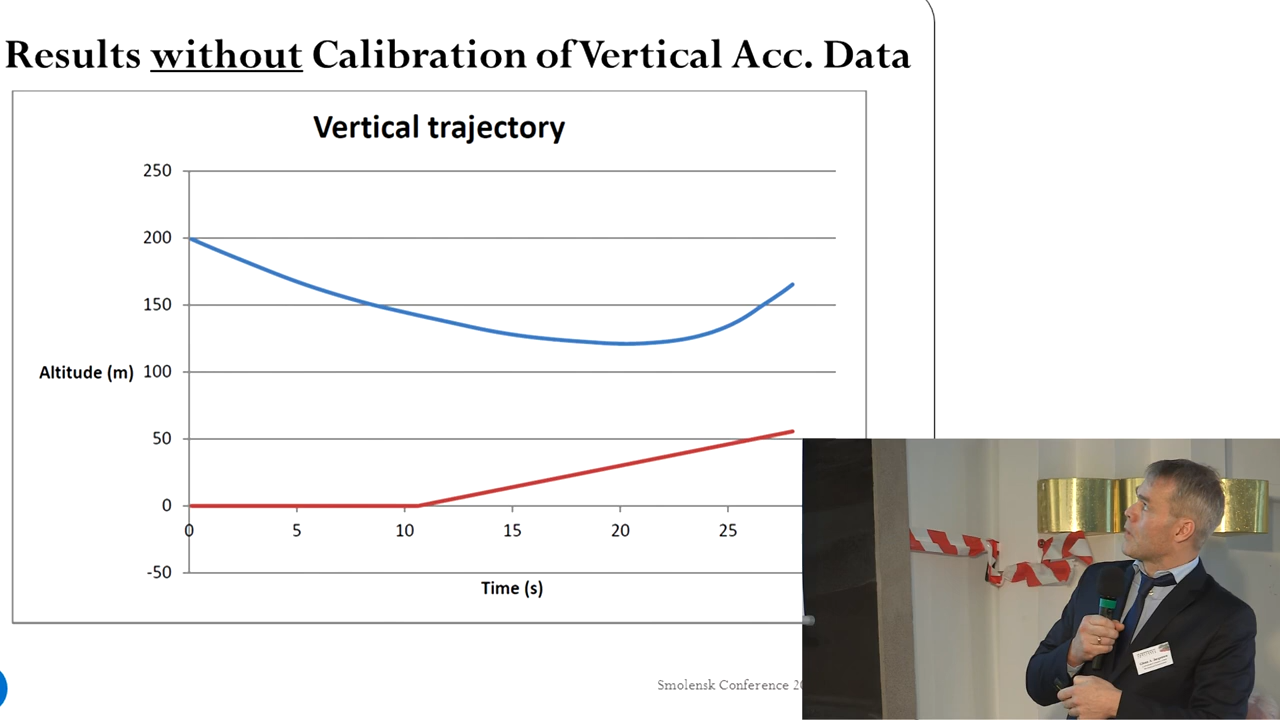 Results without Calibration of Vertical Acc. Data
Vertical trajectory
250
200
150
Altitude (m) 100
50
0
0 5 10 15 20 25
-50
Time (s)
Smolensk Conference